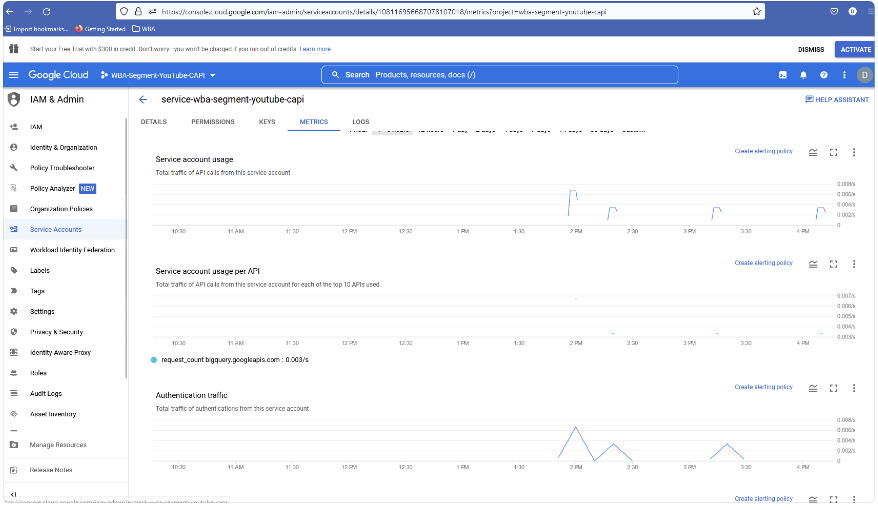 https://console.cloud.google.com/iam-admin/serviceaccounts/details/108116956687078107018/metrics?project=wba-segment-youtube-capi
Import bookmarks... Getting Started WBA
Start your Free Trial with $300 in credit. Don't worry—you won't be charged if you run out of credits. Learn more DISMISS ACTIVATE
Google Cloud WBA-Segment-YouTube-CAPI Search Products, resources, docs (/) D
IAM & Admin service-wba-segment-youtube-capi HELP ASSISTANT
DETAILS PERMISSIONS KEYS METRICS LOGS
IAM
Identity & Organization
Policy Troubleshooter
Policy Analyzer NEW
Organization Policies
Service Accounts
Workload Identity Federation
Labels
Tags
Settings
Privacy & Security
Identity Aware Proxy
Roles
Audit Logs
Asset Inventory
Manage Resources
Release Notes
Create alerting policy
Service account usage
Total traffic of API calls from this service account
0.008/s
0.006/s
0.004/s
0.002/s
0
10:30 11 AM 11:30 12 PM 12:30 1 PM 1:30 2 PM 2:30 3 PM 3:30 4 PM
Create alerting policy
Service account usage per API
Total traffic of API calls from this service account for each of the top 10 APIs used
0.007/s
0.006/s
0.005/s
0.004/s
0.003/s
10:30 11 AM 11:30 12 PM 12:30 1 PM 1:30 2 PM 2:30 3 PM 3:30 4 PM
request_count bigquery.googleapis.com : 0.003/s
Create alerting policy
Authentication traffic
Total traffic of authentications from this service account
0.008/s
0.006/s
0.004/s
0.002/s
0
10:30 11 AM 11:30 12 PM 12:30 1 PM 1:30 2 PM 2:30 3 PM 3:30 4 PM
Create alerting policy